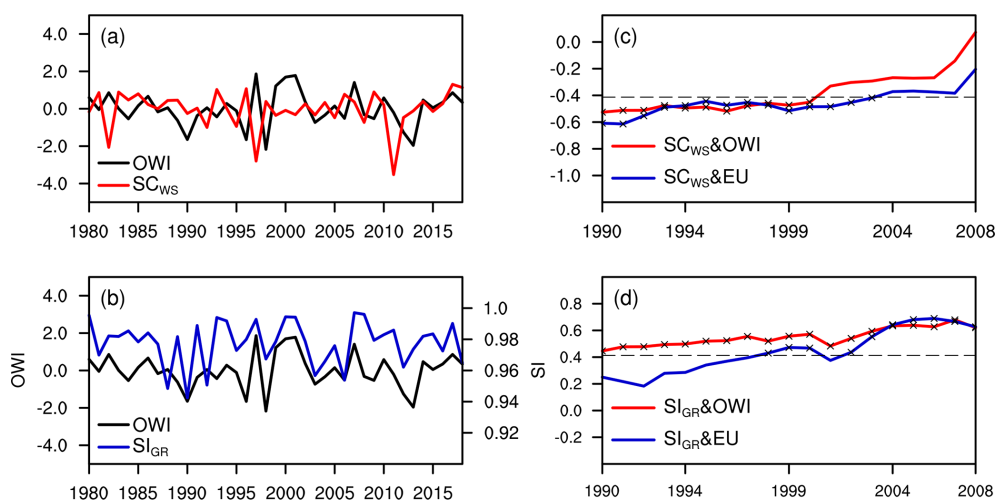 (a)
4.0
2.0
0.0
-2.0
-4.0
OWI
SCWS
1980 1985 1990 1995 2000 2005 2010 2015
(c)
0.0
-0.2
-0.4
-0.6
-0.8
-1.0
SCWS&OWI
SCWS&EU
1990 1994 1999 2004 2008
(b)
OWI
4.0
2.0
0.0
-2.0
-4.0
OWI
SIGR
1.0
0.98
0.96
0.94
0.92
SI
1980 1985 1990 1995 2000 2005 2010 2015
(d)
0.8
0.6
0.4
0.2
0.0
-0.2
SIGR&OWI
SIGR&EU
1990 1994 1999 2004 2008